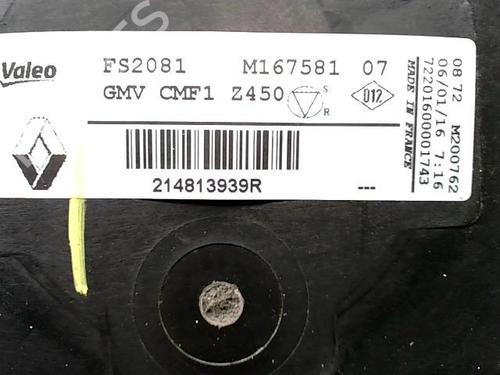 Valeo
FS2081 M167581 07
GMV CMF1 Z450 S R D12
214813939R ---
08 72 M200762
06/01/16 7:16
72201600001743
MADE IN FRANCE